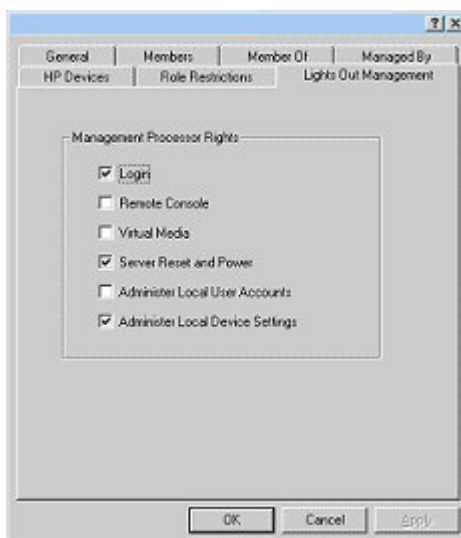 General Members Member Of Managed By
HP Devices Role Restrictions Lights Out Management
Management Processor Rights
Login
Remote Console
Virtual Media
Server Reset and Power
Administer Local User Accounts
Administer Local Device Settings
OK Cancel Apply